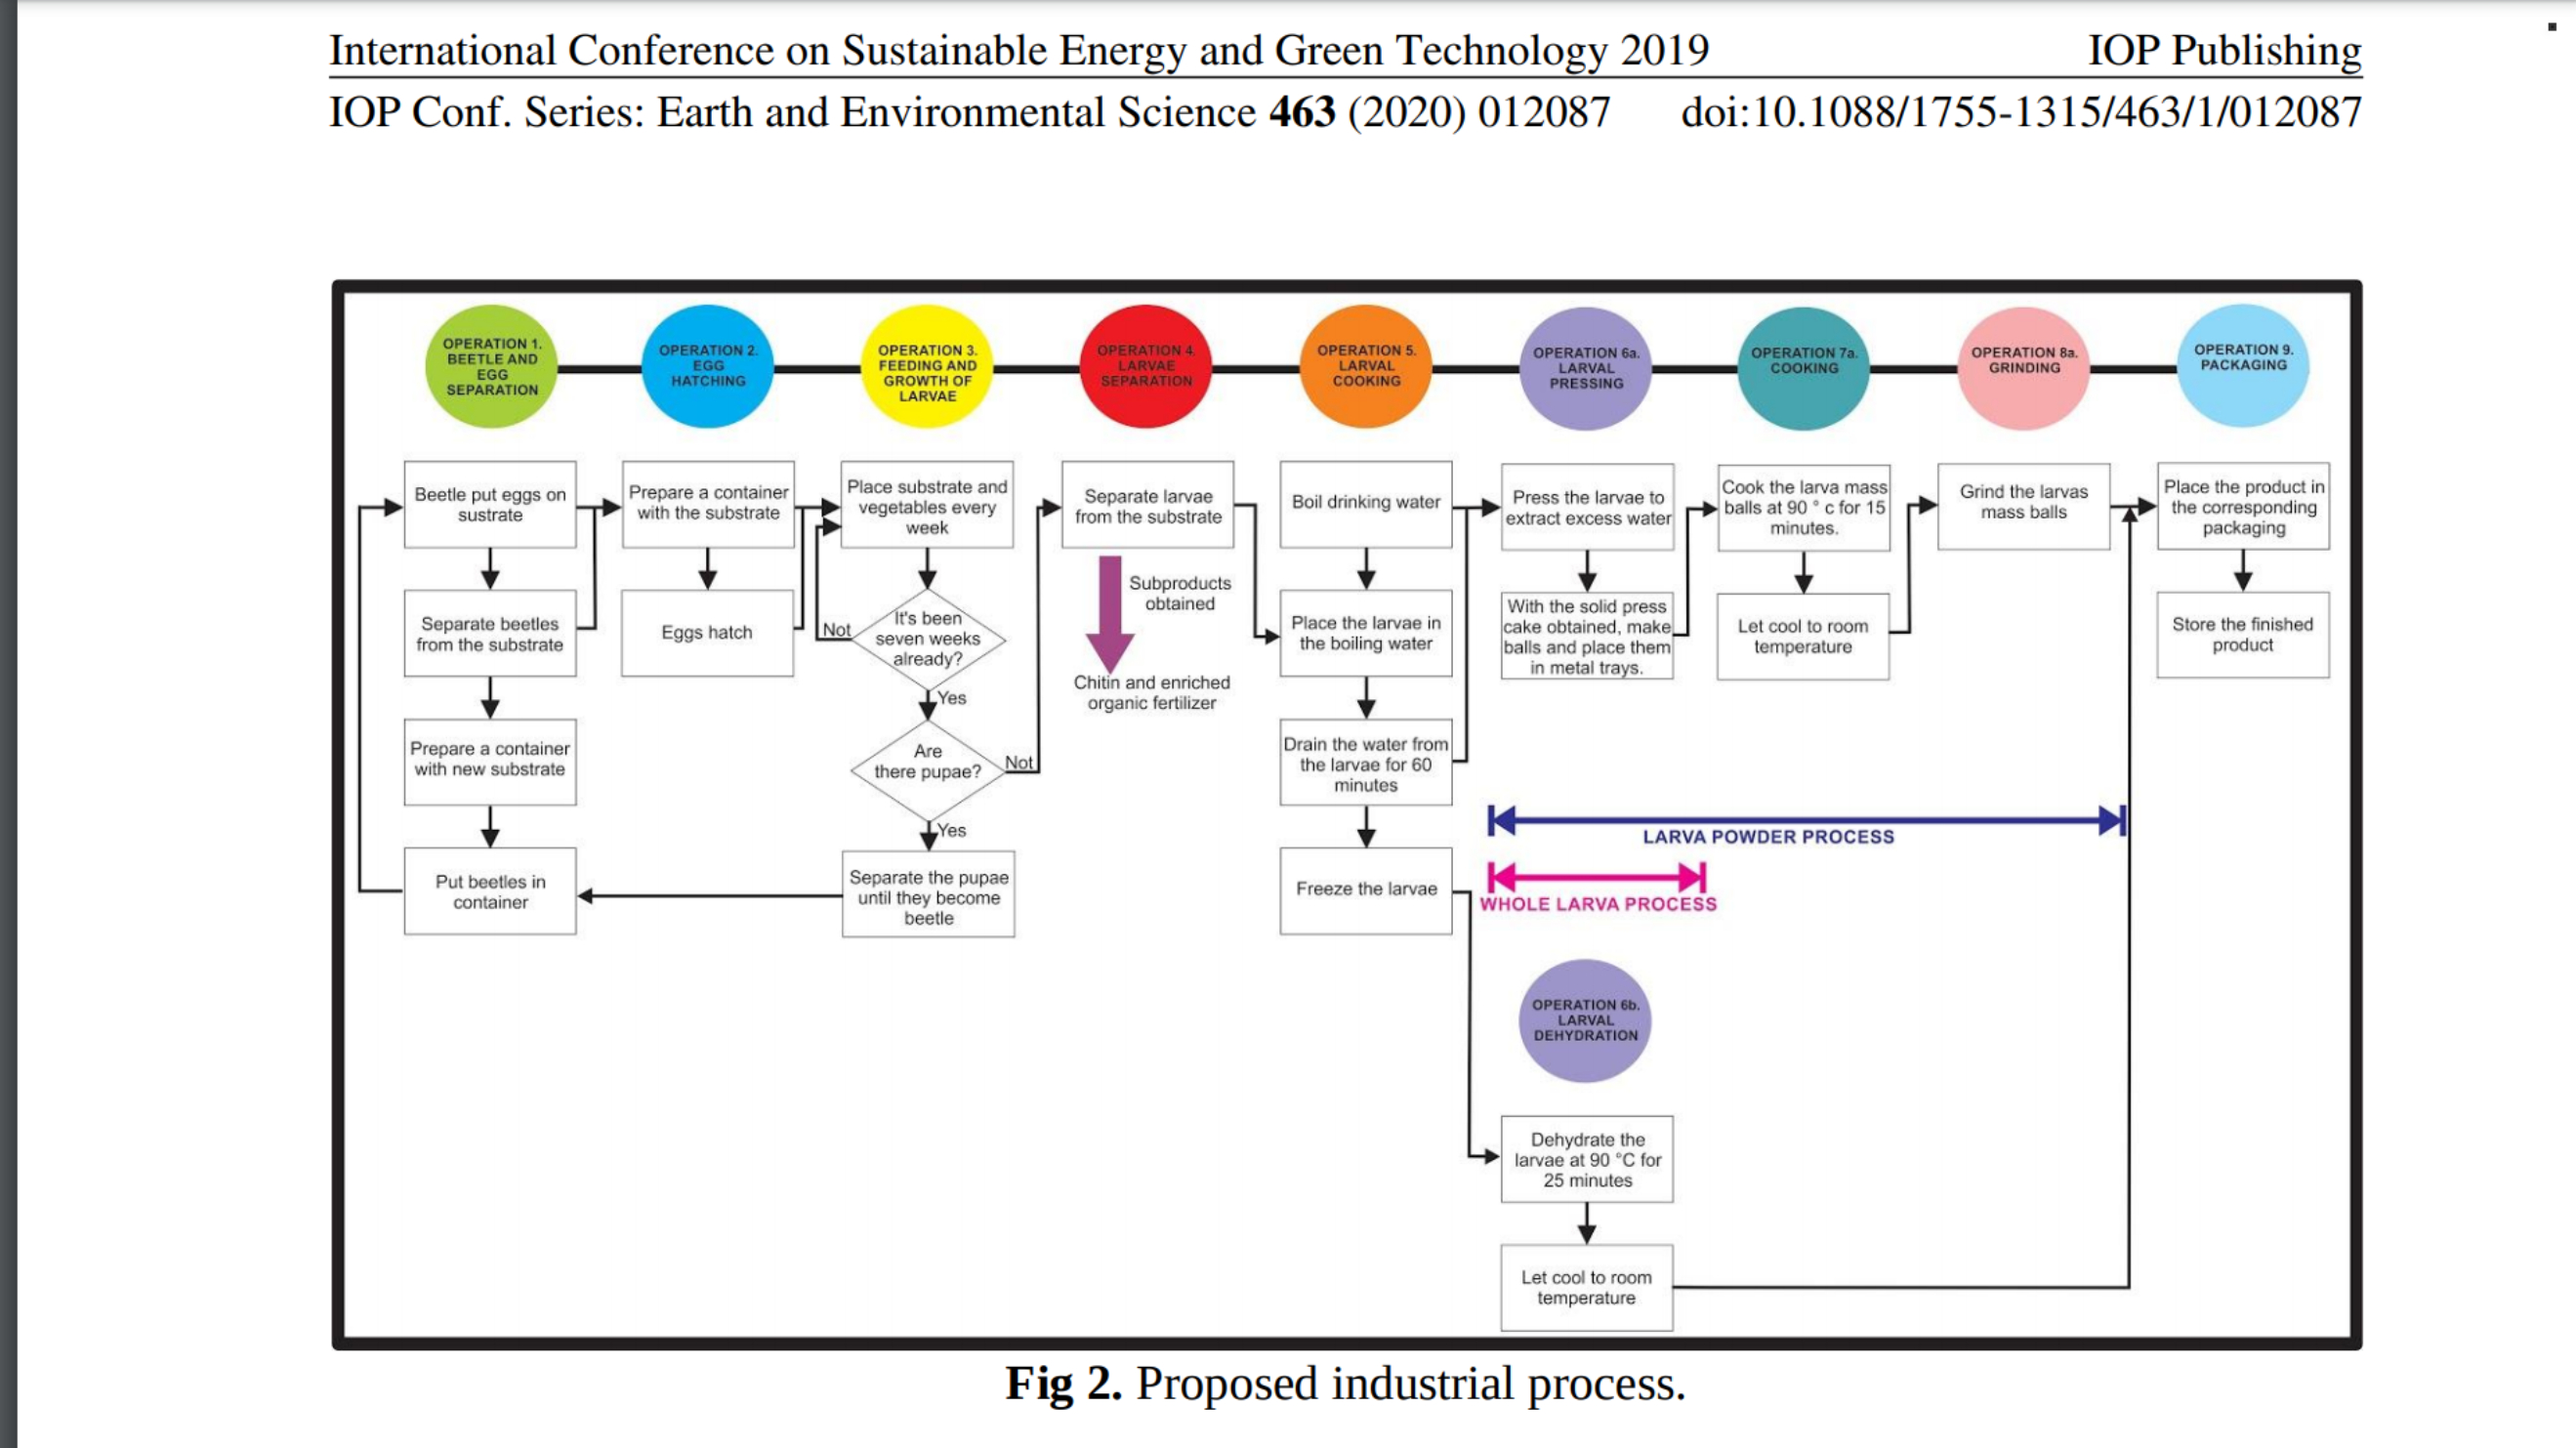 International Conference on Sustainable Energy and Green Technology 2019 IOP Publishing
IOP Conf. Series: Earth and Environmental Science 463 (2020) 012087 doi:10.1088/1755-1315/463/1/012087
OPERATION 1.
BEETLE AND
EGG
SEPARATION
OPERATION 2.
EGG
HATCHING
OPERATION 3.
FEEDING AND
GROWTH OF
LARVAE
OPERATION 4.
LARVAE
SEPARATION
OPERATION 5.
LARVAL
COOKING
OPERATION 6a.
LARVAL
PRESSING
OPERATION 7a.
COOKING
OPERATION 8a.
GRINDING
OPERATION 9.
PACKAGING
Beetle put eggs on
sustrate
Separate beetles
from the substrate
Prepare a container
with new substrate
Put beetles in
container
Prepare a container
with the substrate
Eggs hatch
Place substrate and
vegetables every
week
It's been
seven weeks
already?
Not
Yes
Are
there pupae?
Not
Yes
Separate the pupae
until they become
beetle
Separate larvae
from the substrate
Subproducts
obtained
Chitin and enriched
organic fertilizer
Boil drinking water
Place the larvae in
the boiling water
Drain the water from
the larvae for 60
minutes
Freeze the larvae
Press the larvae to
extract excess water
With the solid press
cake obtained, make
balls and place them
in metal trays.
Cook the larva mass
balls at 90 ° c for 15
minutes.
Let cool to room
temperature
Grind the larvas
mass balls
Place the product in
the corresponding
packaging
Store the finished
product
LARVA POWDER PROCESS
WHOLE LARVA PROCESS
OPERATION 6b.
LARVAL
DEHYDRATION
Dehydrate the
larvae at 90 °C for
25 minutes
Let cool to room
temperature
Fig 2. Proposed industrial process.